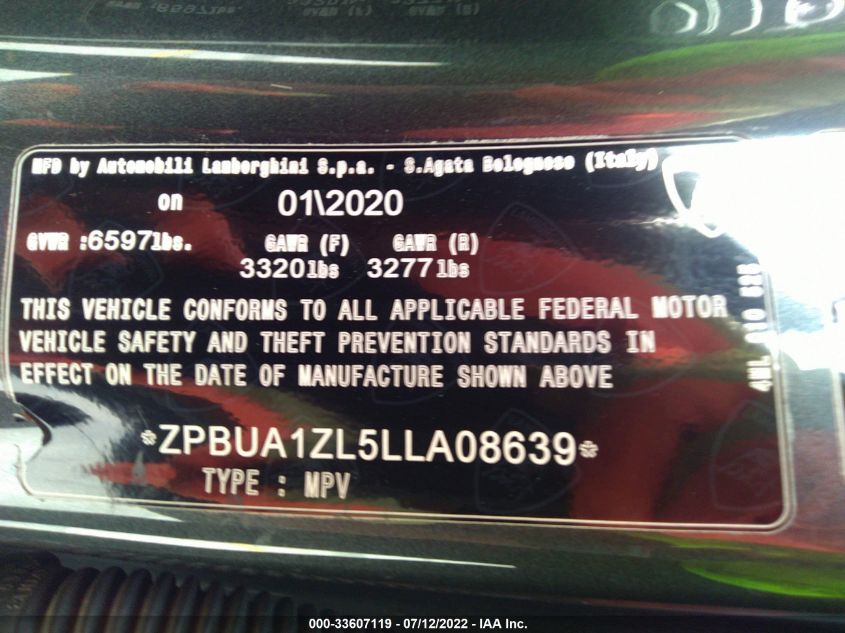 MFD by Automobili Lamborghini S.p.a. - S.Agata Bolognese (Italy)
on 01\2020
GVWR :6597lbs. GAWR (F) GAWR (R)
3320lbs 3277lbs
THIS VEHICLE CONFORMS TO ALL APPLICABLE FEDERAL MOTOR
VEHICLE SAFETY AND THEFT PREVENTION STANDARDS IN
EFFECT ON THE DATE OF MANUFACTURE SHOWN ABOVE
*ZPBUA1ZL5LLA08639*
TYPE : MPV
000-33607119 - 07/12/2022 - IAA Inc.